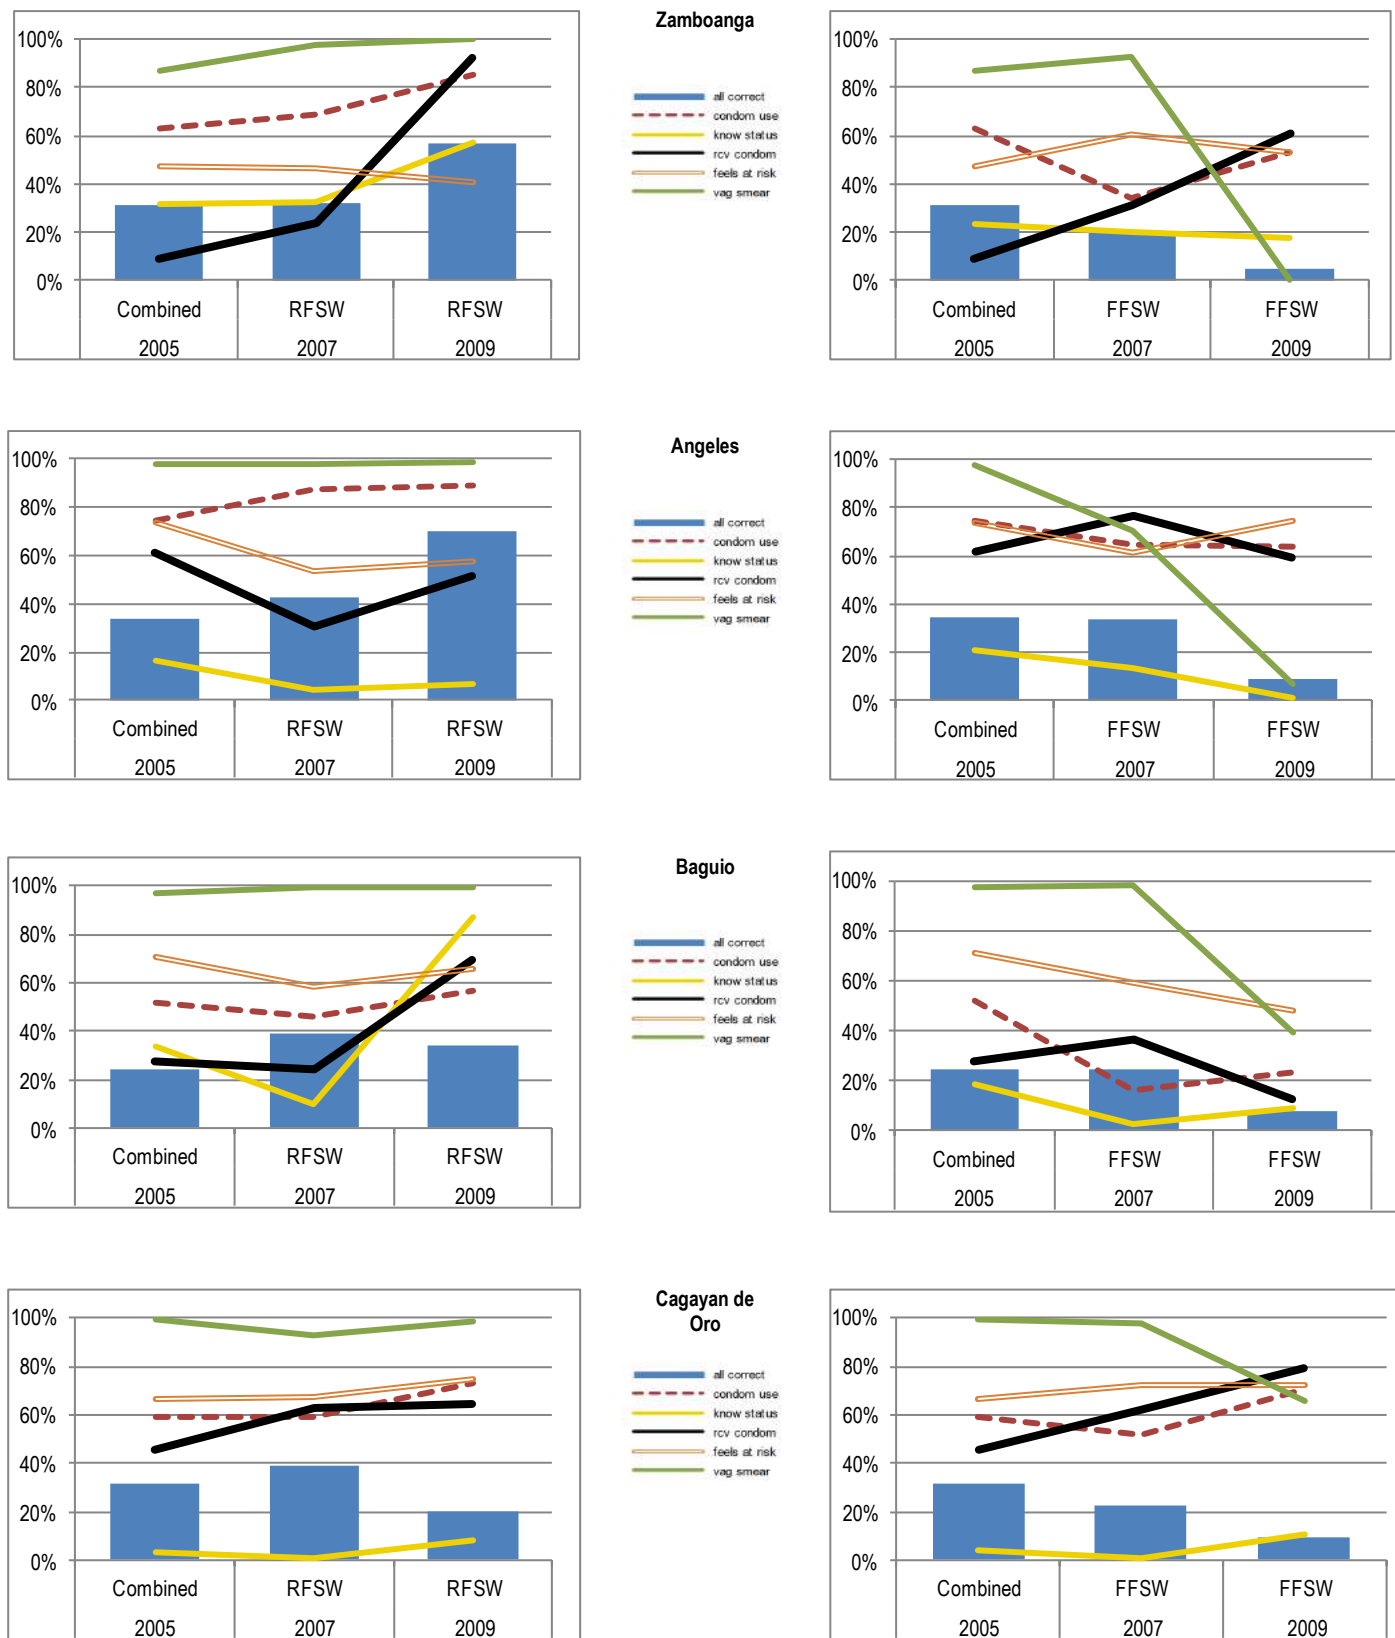 Zamboanga
100%
80%
60%
40%
20%
0%
Combined RFSW RFSW
2005 2007 2009
all correct
condom use
know status
rcv condom
feels at risk
vag smear
100%
80%
60%
40%
20%
0%
Combined FFSW FFSW
2005 2007 2009
Angeles
100%
80%
60%
40%
20%
0%
Combined RFSW RFSW
2005 2007 2009
all correct
condom use
know status
rcv condom
feels at risk
vag smear
100%
80%
60%
40%
20%
0%
Combined FFSW FFSW
2005 2007 2009
Baguio
100%
80%
60%
40%
20%
0%
Combined RFSW RFSW
2005 2007 2009
all correct
condom use
know status
rcv condom
feels at risk
vag smear
100%
80%
60%
40%
20%
0%
Combined FFSW FFSW
2005 2007 2009
Cagayan de
Oro
100%
80%
60%
40%
20%
0%
Combined RFSW RFSW
2005 2007 2009
all correct
condom use
know status
rcv condom
feels at risk
vag smear
100%
80%
60%
40%
20%
0%
Combined FFSW FFSW
2005 2007 2009